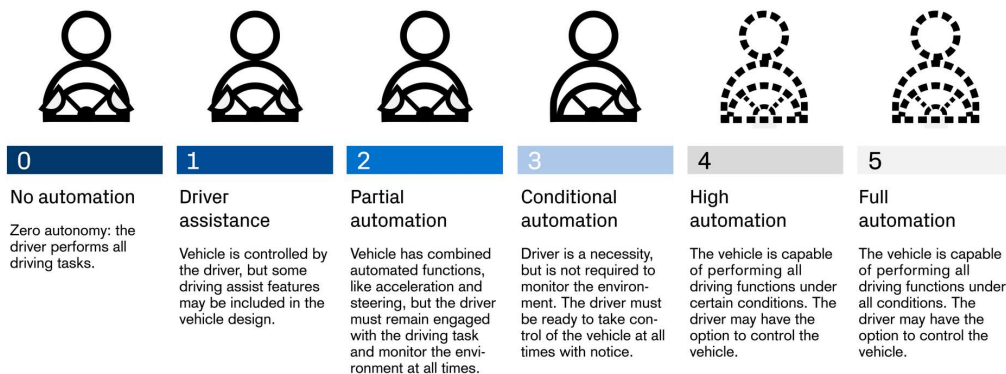 0
No automation
Zero autonomy: the
driver performs all
driving tasks.
1
Driver
assistance
Vehicle is controlled by
the driver, but some
driving assist features
may be included in the
vehicle design.
2
Partial
automation
Vehicle has combined
automated functions,
like acceleration and
steering, but the driver
must remain engaged
with the driving task
and monitor the envi-
ronment at all times.
3
Conditional
automation
Driver is a necessity,
but is not required to
monitor the environ-
ment. The driver must
be ready to take con-
trol of the vehicle at all
times with notice.
4
High
automation
The vehicle is capable
of performing all
driving functions under
certain conditions. The
driver may have the
option to control the
vehicle.
5
Full
automation
The vehicle is capable
of performing all
driving functions under
all conditions. The
driver may have the
option to control the
vehicle.